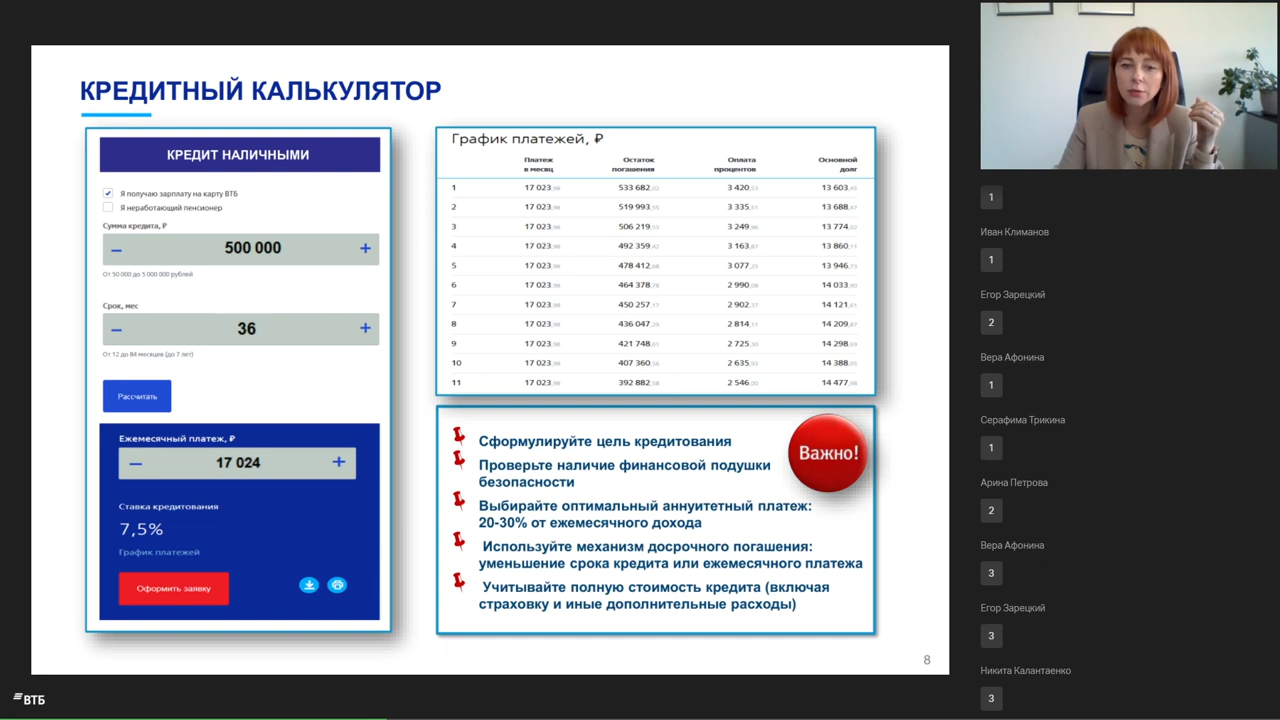 КРЕДИТНЫЙ КАЛЬКУЛЯТОР
КРЕДИТ НАЛИЧНЫМИ
Я получаю зарплату на карту ВТБ
Я неработающий пенсионер
Сумма кредита, ₽
– 500 000 +
От 50 000 до 5 000 000 рублей
Срок, мес
– 36 +
От 12 до 84 месяцев (до 7 лет)
Рассчитать
Ежемесячный платеж, ₽
– 17 024 +
Ставка кредитования
7,5%
График платежей
Оформить заявку
График платежей, ₽
Платеж в месяц Остаток погашения Оплата процентов Основной долг
1 17 023 533 682 3 420 13 603
2 17 023 519 993 3 335 13 688
3 17 023 506 219 3 249 13 774
4 17 023 492 359 3 163 13 860
5 17 023 478 412 3 077 13 946
6 17 023 464 378 2 990 14 033
7 17 023 450 257 2 902 14 121
8 17 023 436 047 2 814 14 209
9 17 023 421 748 2 725 14 298
10 17 023 407 360 2 635 14 388
11 17 023 392 882 2 546 14 477
Важно!
Сформулируйте цель кредитования
Проверьте наличие финансовой подушки
безопасности
Выбирайте оптимальный аннуитетный платеж:
20-30% от ежемесячного дохода
Используйте механизм досрочного погашения:
уменьшение срока кредита или ежемесячного платежа
Учитывайте полную стоимость кредита (включая
страховку и иные дополнительные расходы)
8
ВТБ
1
Иван Климанов
1
Егор Зарецкий
2
Вера Афонина
1
Серафима Трикина
1
Арина Петрова
2
Вера Афонина
3
Егор Зарецкий
3
Никита Калантаенко
3